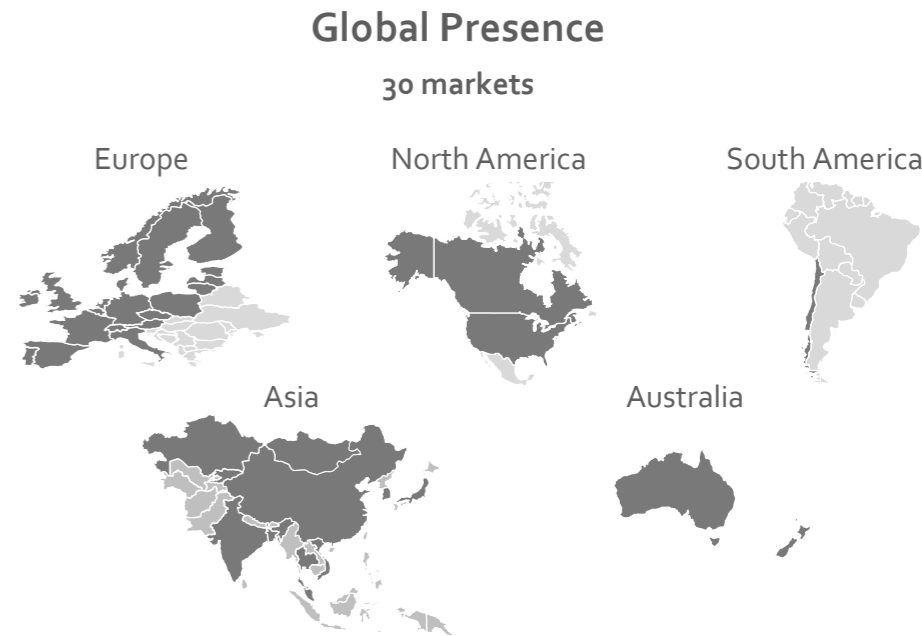 Global Presence
30 markets
Europe
North America
South America
Asia
Australia